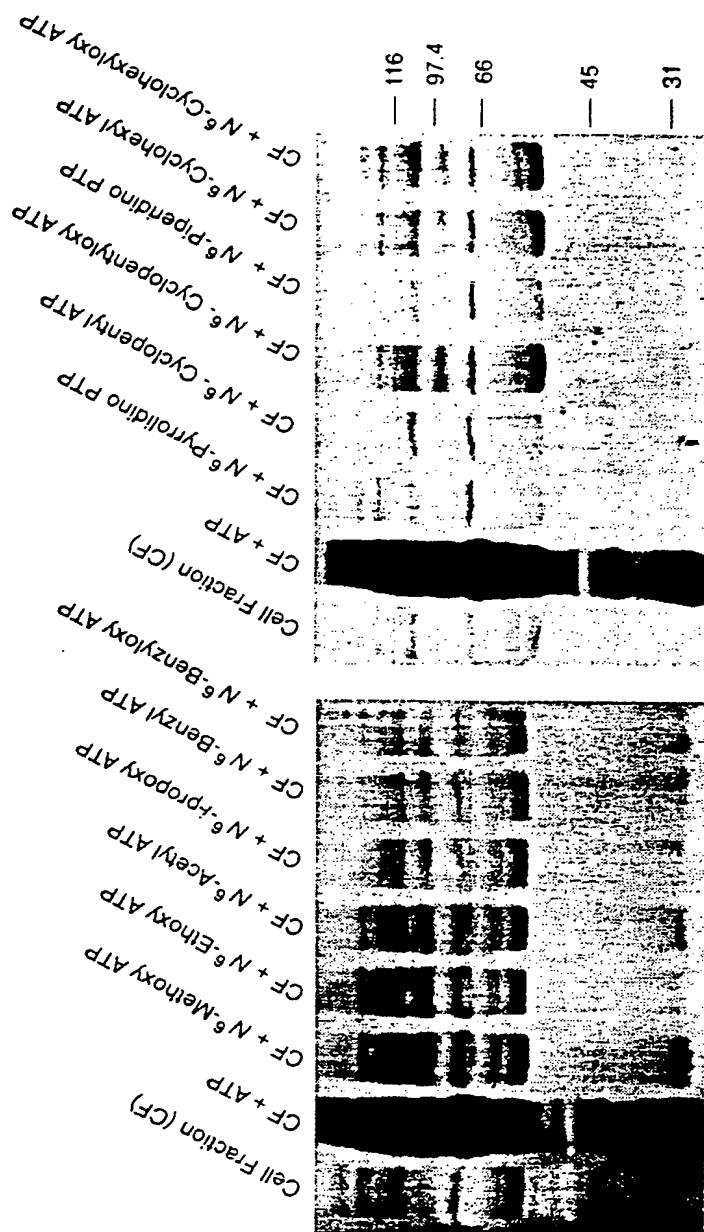 Cell Fraction (CF)
CF + ATP
CF + N⁶-Methoxy ATP
CF + N⁶-Ethoxy ATP
CF + N⁶-Acetyl ATP
CF + N⁶-i-propoxy ATP
CF + N⁶-Benzyl ATP
CF + N⁶-Benzyloxy ATP
Cell Fraction (CF)
CF + ATP
CF + N⁶-Pyrrolidino PTP
CF + N⁶- Cyclopentyl ATP
CF + N⁶- Cyclopentyloxy ATP
CF + N⁶-Piperidino PTP
CF + N⁶-Cyclohexyl ATP
CF + N⁶-Cyclohexyloxy ATP
116
97.4
66
45
31